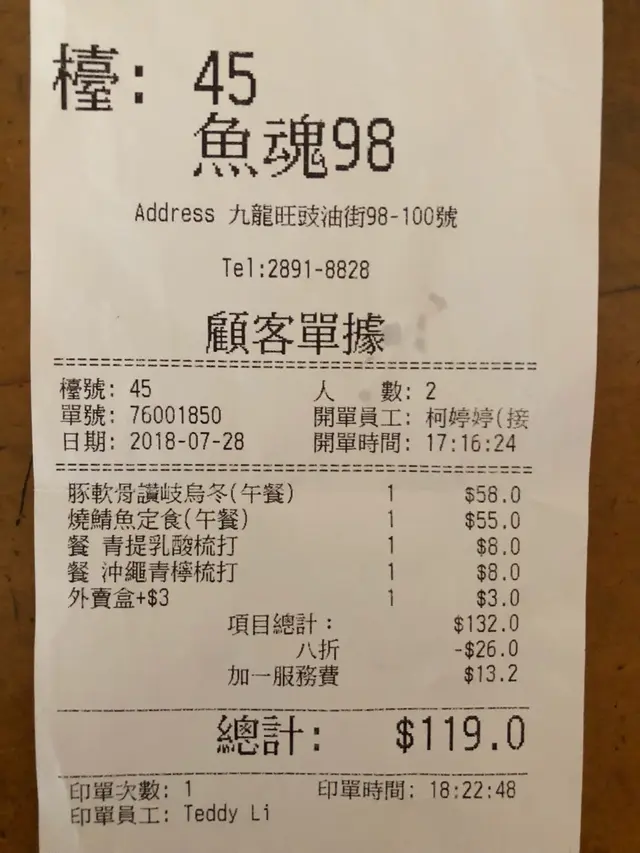 檯: 45
魚魂98
Address 九龍旺豉油街98-100號
Tel:2891-8828
顧客單據
檯號: 45 人 數: 2
單號: 76001850 開單員工: 柯婷婷(接
日期: 2018-07-28 開單時間: 17:16:24
豚軟骨讚岐烏冬(午餐) 1 $58.0
燒鯖魚定食(午餐) 1 $55.0
餐 青提乳酸梳打 1 $8.0
餐 沖繩青檸梳打 1 $8.0
外賣盒+$3 1 $3.0
項目總計: $132.0
八折 -$26.0
加一服務費 $13.2
總計: $119.0
印單次數: 1 印單時間: 18:22:48
印單員工: Teddy Li